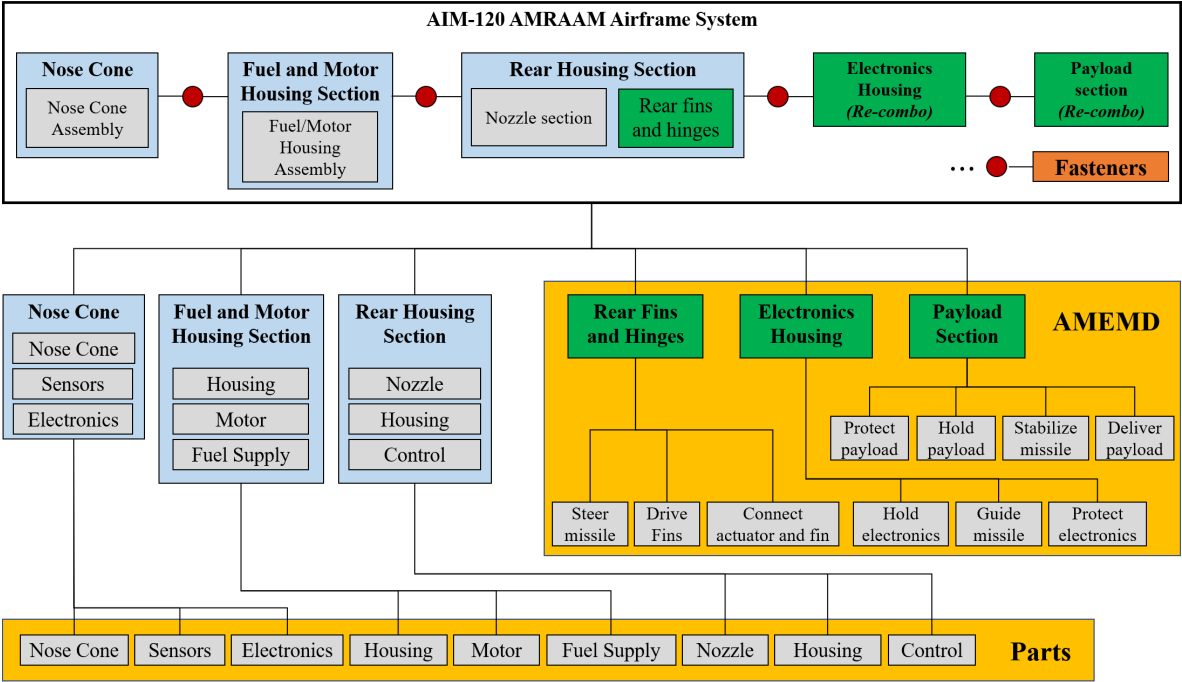 AIM-120 AMRAAM Airframe System
Nose Cone
Nose Cone
Assembly
Fuel and Motor
Housing Section
Fuel/Motor
Housing
Assembly
Rear Housing Section
Nozzle section
Rear fins
and hinges
Electronics
Housing
(Re-combo)
Payload
section
(Re-combo)
...
Fasteners
Nose Cone
Nose Cone
Sensors
Electronics
Fuel and Motor
Housing Section
Housing
Motor
Fuel Supply
Rear Housing
Section
Nozzle
Housing
Control
Rear Fins
and Hinges
Electronics
Housing
Payload
Section
AMEMD
Protect
payload
Hold
payload
Stabilize
missile
Deliver
payload
Steer
missile
Drive
Fins
Connect
actuator and fin
Hold
electronics
Guide
missile
Protect
electronics
Nose Cone
Sensors
Electronics
Housing
Motor
Fuel Supply
Nozzle
Housing
Control
Parts